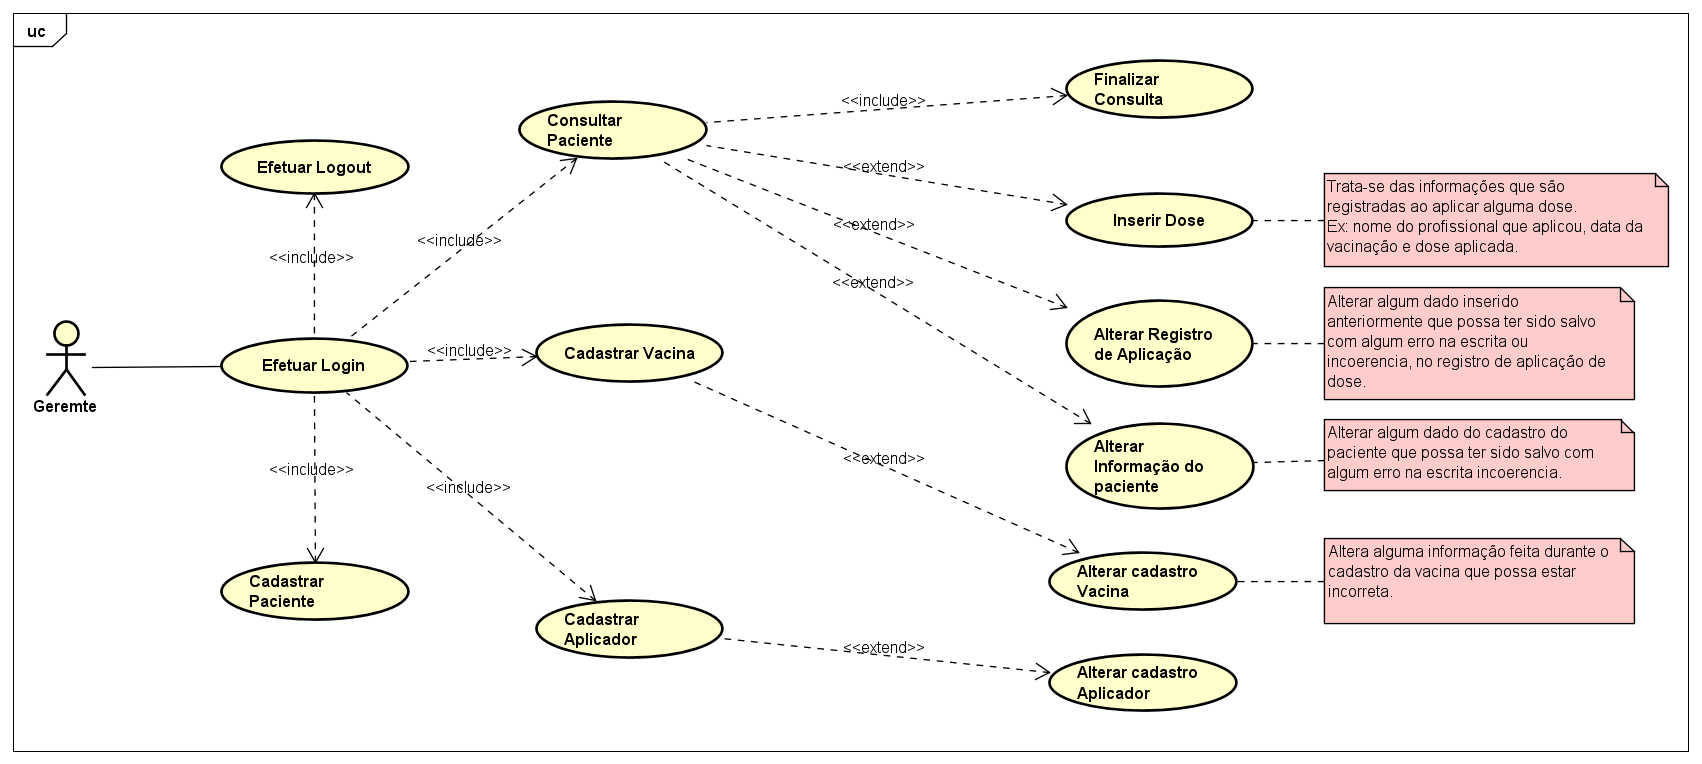 uc
Finalizar
Consulta
<<include>>
Consultar
Paciente
Efetuar Logout
<<extend>>
Trata-se das informações que são
registradas ao aplicar alguma dose.
Ex: nome do profissional que aplicou, data da
vacinação e dose aplicada.
Inserir Dose
<<extend>>
<<include>>
<<include>>
<<extend>>
Alterar algum dado inserido
anteriormente que possa ter sido salvo
com algum erro na escrita ou
incoerencia, no registro de aplicação de
dose.
Alterar Registro
de Aplicação
<<include>>
Cadastrar Vacina
Efetuar Login
Geremte
Alterar algum dado do cadastro do
paciente que possa ter sido salvo com
algum erro na escrita incoerencia.
Alterar
Informação do
paciente
<<extend>>
<<include>>
<<include>>
Altera alguma informação feita durante o
cadastro da vacina que possa estar
incorreta.
Alterar cadastro
Vacina
Cadastrar
Paciente
Cadastrar
Aplicador
<<extend>>
Alterar cadastro
Aplicador